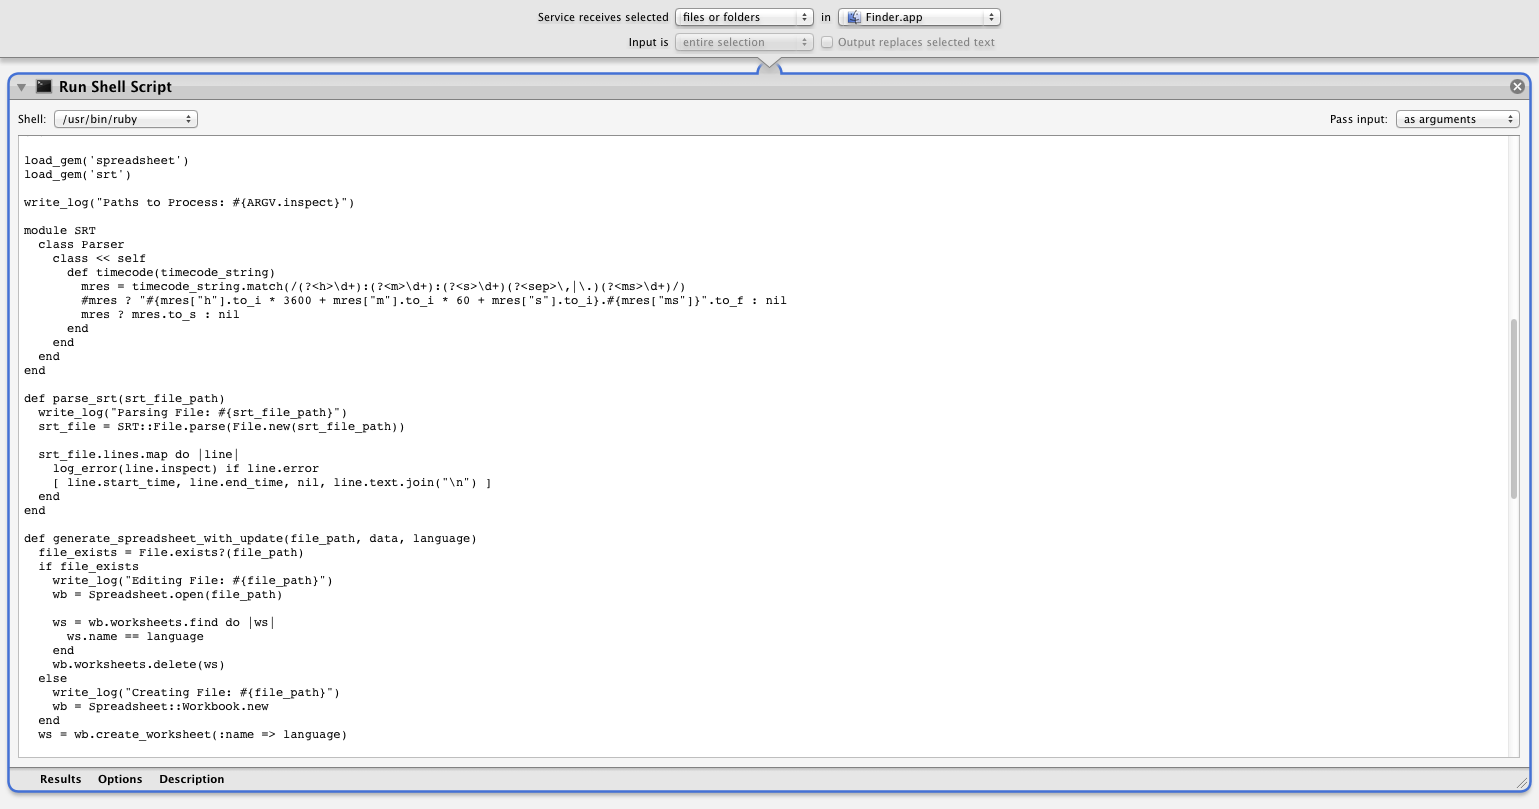 Service receives selected files or folders in Finder.app
Input is entire selection Output replaces selected text
Run Shell Script
Shell: /usr/bin/ruby Pass input: as arguments
load_gem('spreadsheet')
load_gem('srt')
write_log("Paths to Process: #{ARGV.inspect}")
module SRT
  class Parser
    class << self
      def timecode(timecode_string)
        mres = timecode_string.match(/(?<h>\d+):(?<m>\d+):(?<s>\d+)(?<sep>\,|\.)(?<ms>\d+)/)
        #mres ? "#{mres["h"].to_i * 3600 + mres["m"].to_i * 60 + mres["s"].to_i}.#{mres["ms"]}".to_f : nil
        mres ? mres.to_s : nil
      end
    end
  end
end
def parse_srt(srt_file_path)
  write_log("Parsing File: #{srt_file_path}")
  srt_file = SRT::File.parse(File.new(srt_file_path))
  srt_file.lines.map do |line|
    log_error(line.inspect) if line.error
    [ line.start_time, line.end_time, nil, line.text.join("\n") ]
  end
end
def generate_spreadsheet_with_update(file_path, data, language)
  file_exists = File.exists?(file_path)
  if file_exists
    write_log("Editing File: #{file_path}")
    wb = Spreadsheet.open(file_path)
    ws = wb.worksheets.find do |ws|
      ws.name == language
    end
    wb.worksheets.delete(ws)
  else
    write_log("Creating File: #{file_path}")
    wb = Spreadsheet::Workbook.new
  end
  ws = wb.create_worksheet(:name => language)
Results Options Description